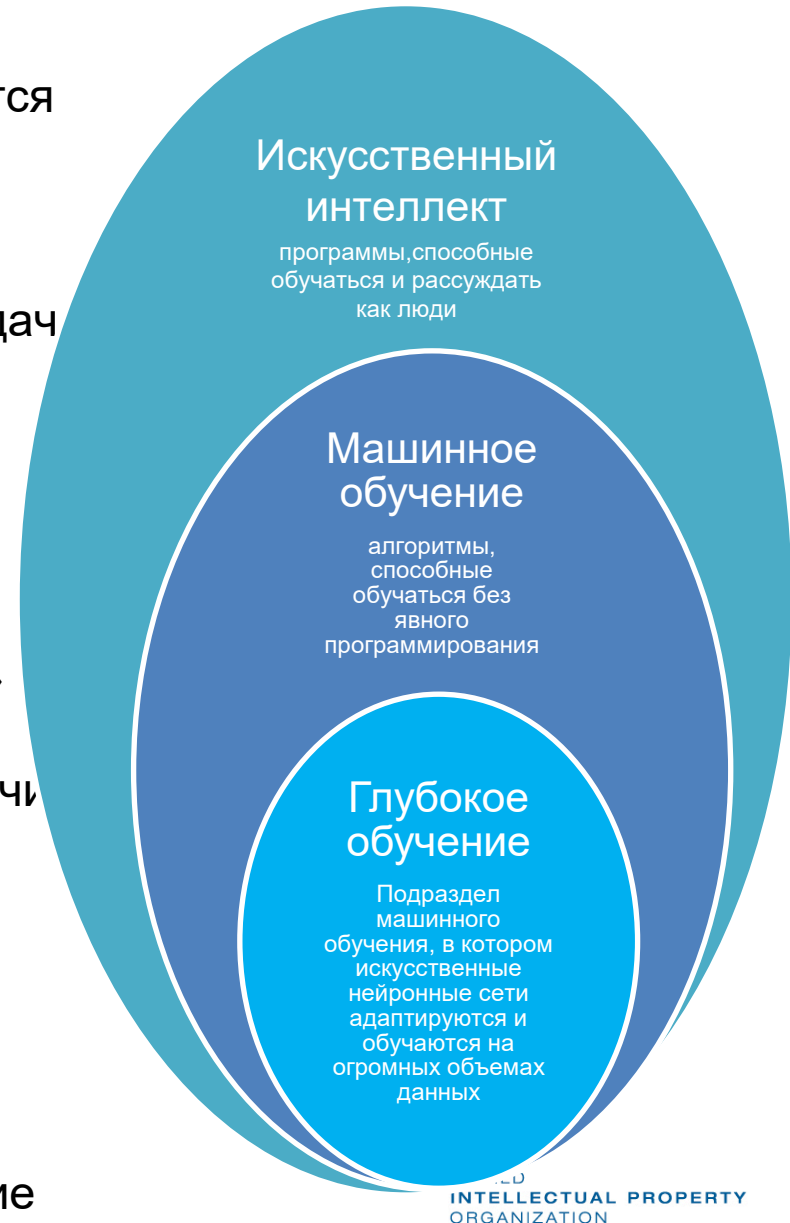 Искусственный
интеллект
программы,способные
обучаться и рассуждать
как люди
Машинное
обучение
алгоритмы,
способные
обучаться без
явного
программирования
Глубокое
обучение
Подраздел
машинного
обучения, в котором
искусственные
нейронные сети
адаптируются и
обучаются на
огромных объемах
данных
INTELLECTUAL PROPERTY
ORGANIZATION